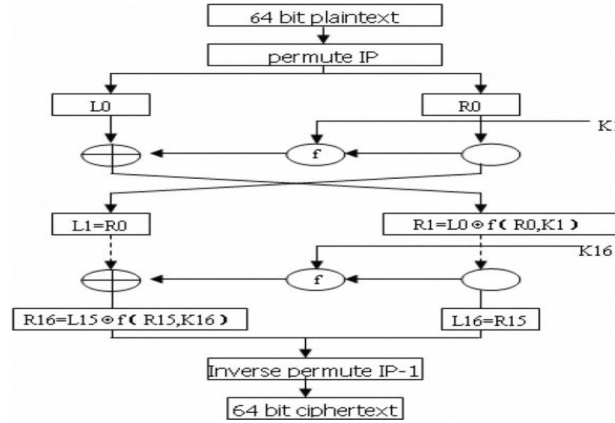 64 bit plaintext
permute IP
L0
R0
K1
f
L1=R0
R1=L0⊙f( R0,K1 )
K16
f
R16=L15⊙f( R15,K16 )
L16=R15
Inverse permute IP-1
64 bit ciphertext